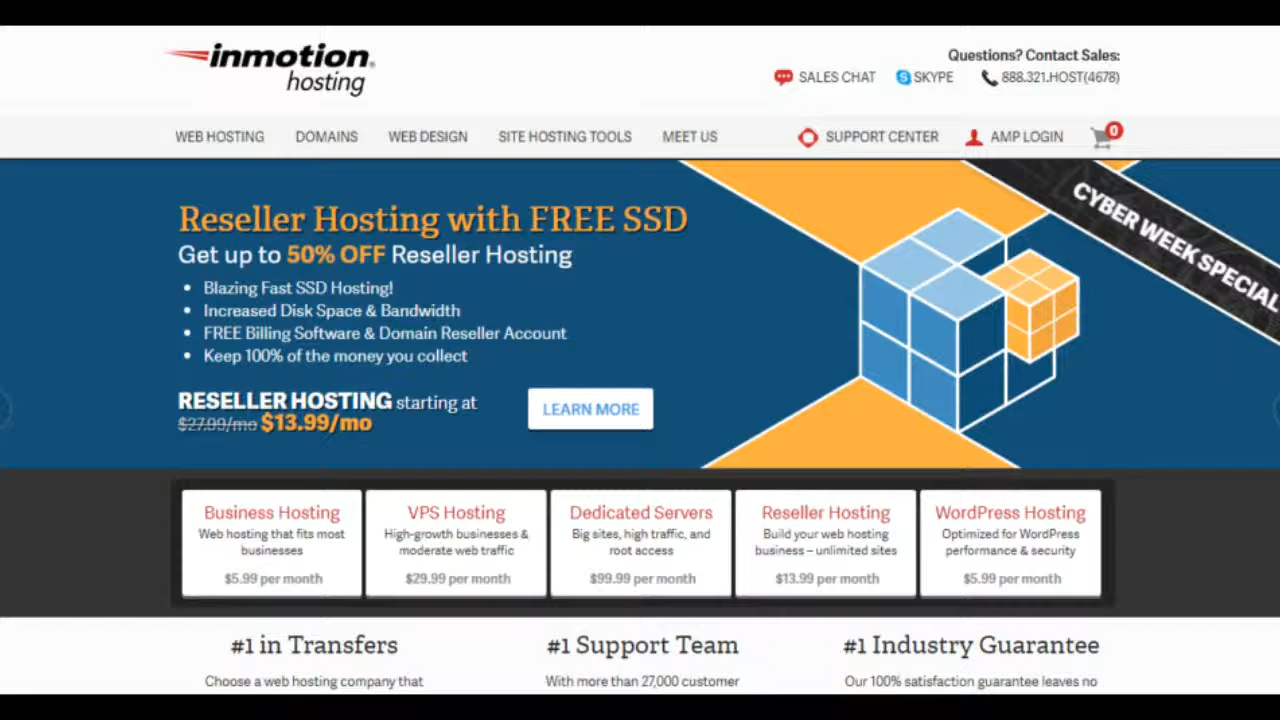 inmotion
hosting
Questions? Contact Sales:
SALES CHAT SKYPE 888.321.HOST(4678)
WEB HOSTING DOMAINS WEB DESIGN SITE HOSTING TOOLS MEET US SUPPORT CENTER AMP LOGIN 0
CYBER WEEK SPECIAL
Reseller Hosting with FREE SSD
Get up to 50% OFF Reseller Hosting
• Blazing Fast SSD Hosting!
• Increased Disk Space & Bandwidth
• FREE Billing Software & Domain Reseller Account
• Keep 100% of the money you collect
RESELLER HOSTING starting at
$27.99/mo $13.99/mo
LEARN MORE
Business Hosting
Web hosting that fits most
businesses
$5.99 per month
VPS Hosting
High-growth businesses &
moderate web traffic
$29.99 per month
Dedicated Servers
Big sites, high traffic, and
root access
$99.99 per month
Reseller Hosting
Build your web hosting
business – unlimited sites
$13.99 per month
WordPress Hosting
Optimized for WordPress
performance & security
$5.99 per month
#1 in Transfers
Choose a web hosting company that
#1 Support Team
With more than 27,000 customer
#1 Industry Guarantee
Our 100% satisfaction guarantee leaves no